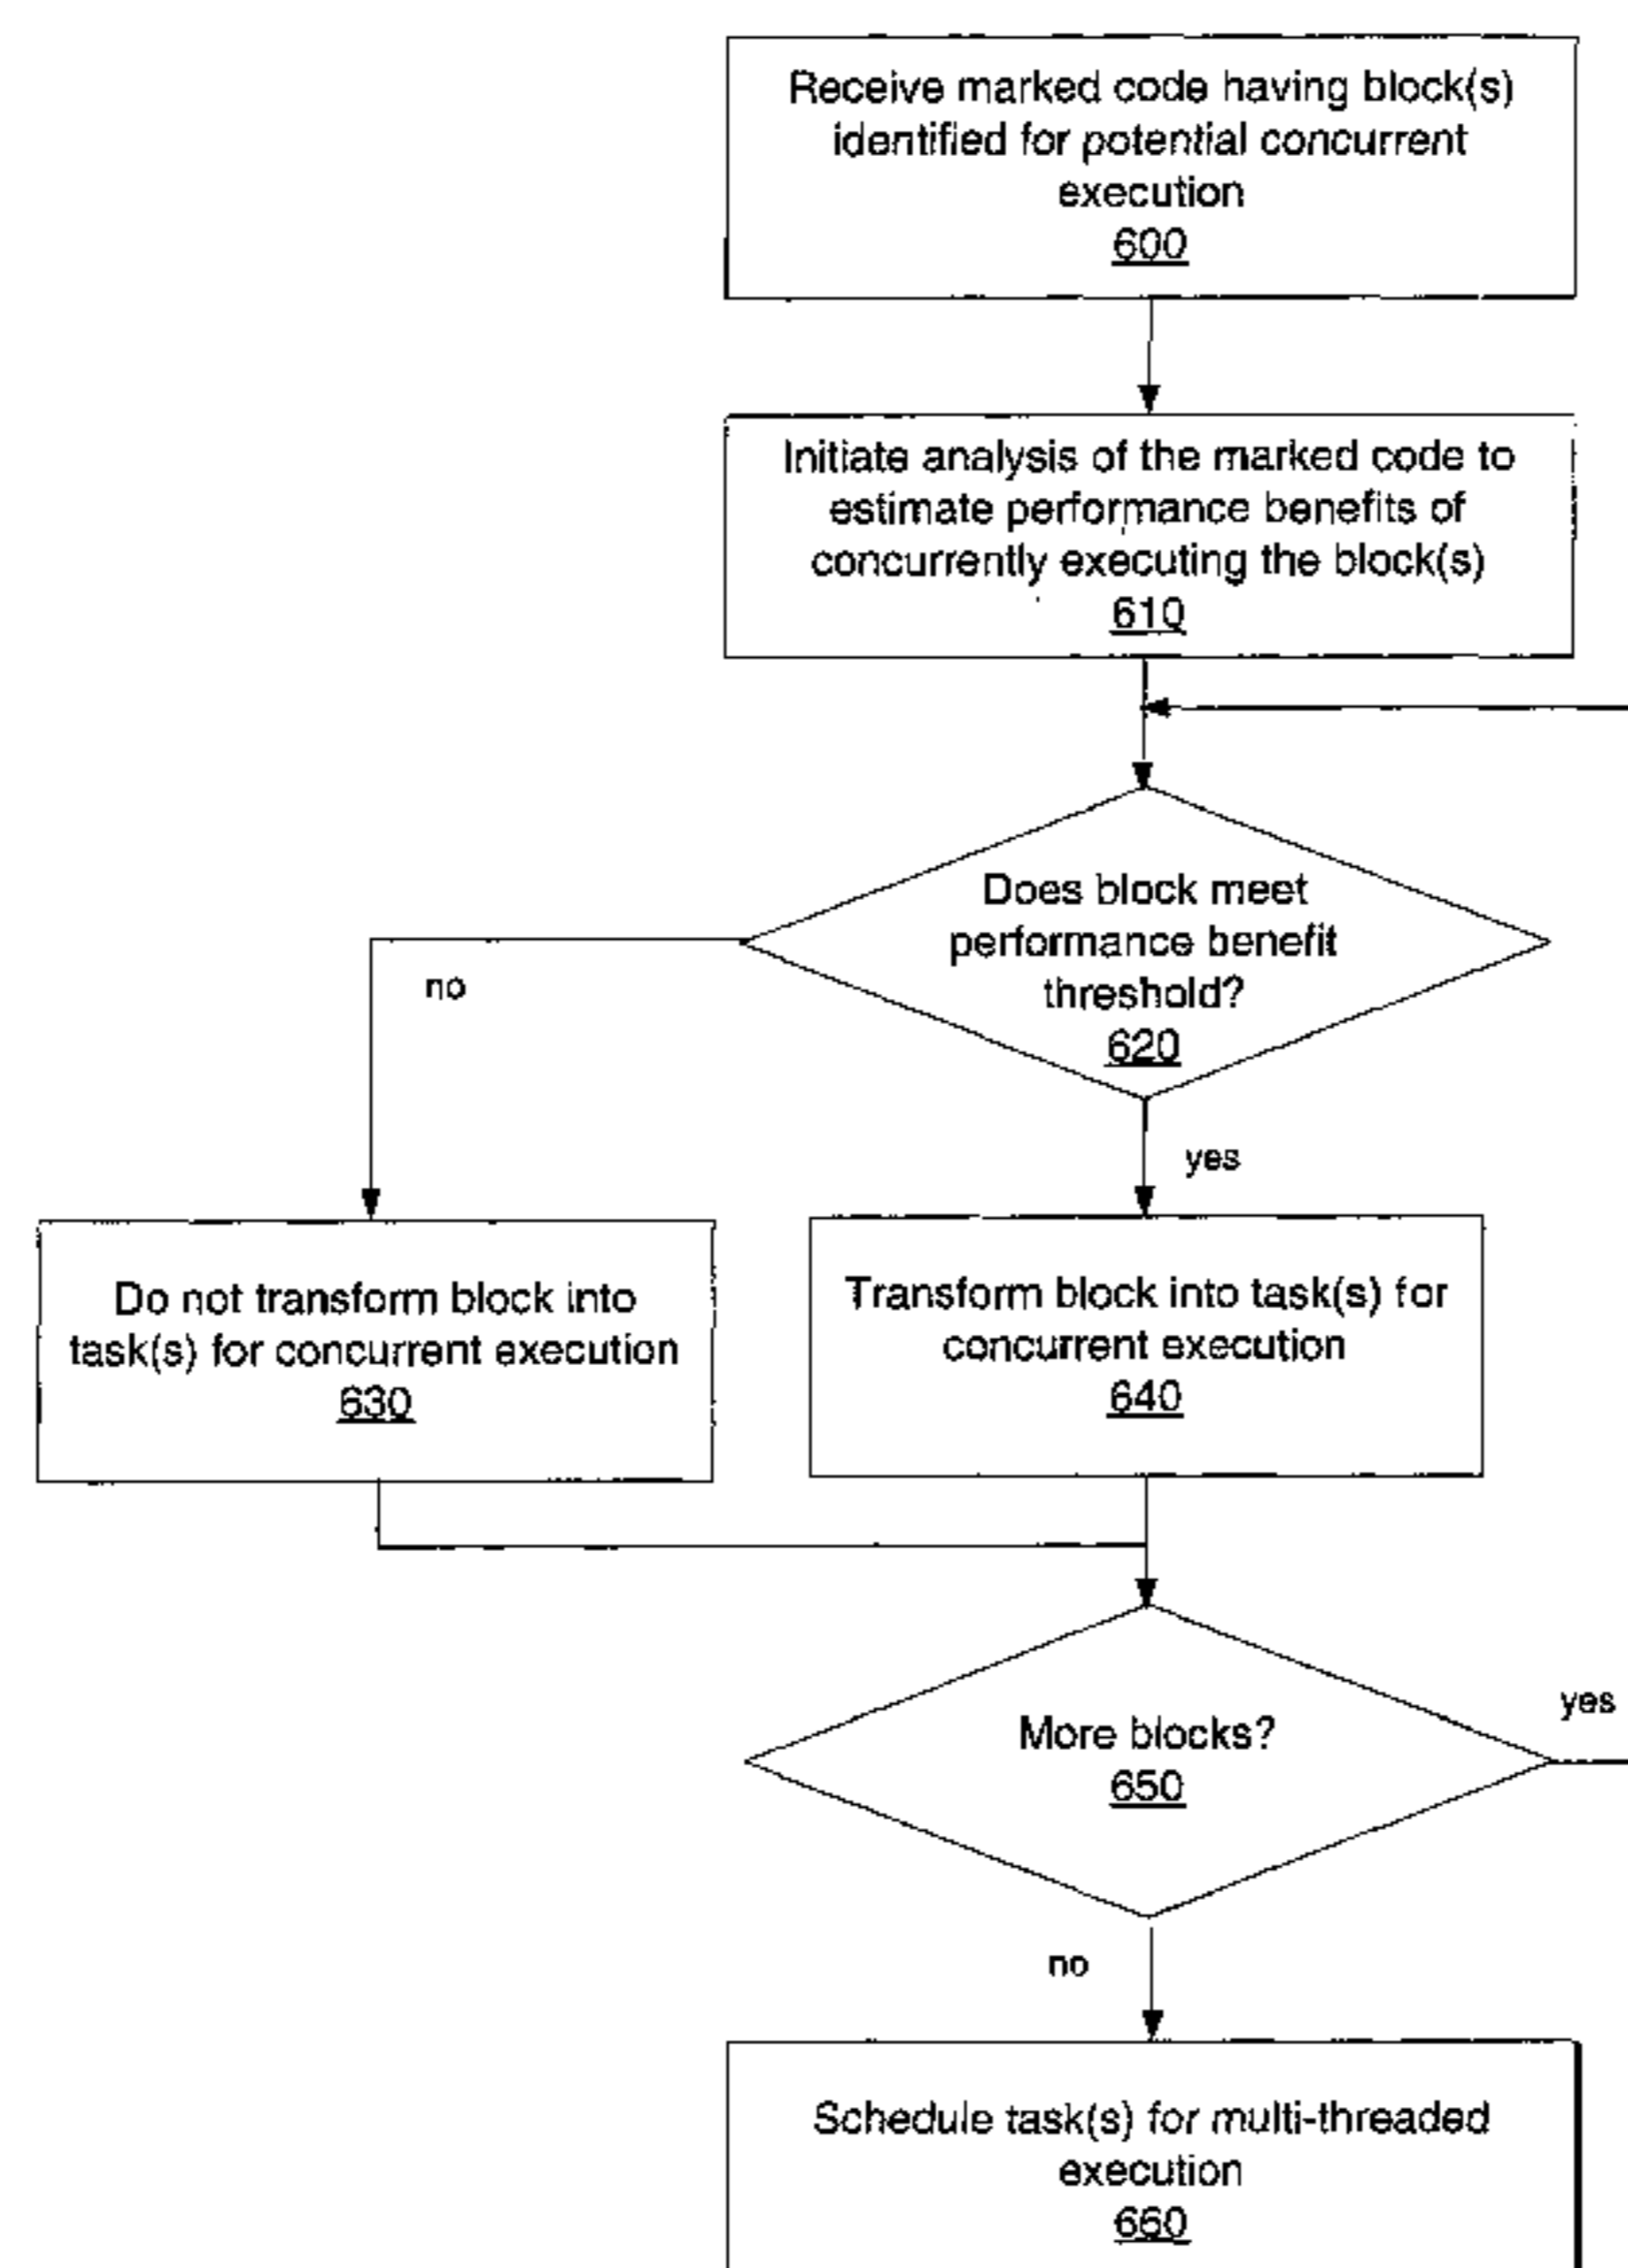 Receive marked code having block(s)
identified for potential concurrent
execution
600
Initiate analysis of the marked code to
estimate performance benefits of
concurrently executing the block(s)
610
Does block meet
performance benefit
threshold?
620
no
yes
Do not transform block into
task(s) for concurrent execution
630
Transform block into task(s) for
concurrent execution
640
More blocks?
650
yes
no
Schedule task(s) for multi-threaded
execution
660